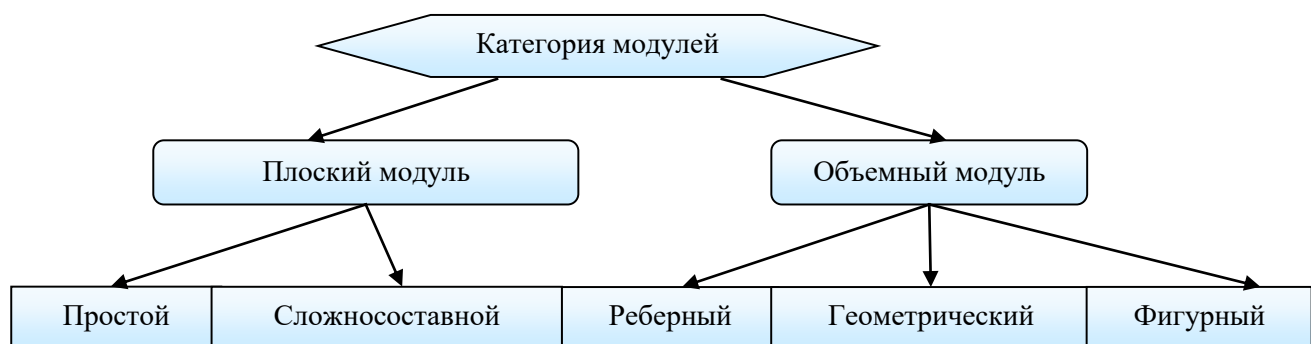 Категория модулей
Плоский модуль
Объемный модуль
Простой
Сложносоставной
Реберный
Геометрический
Фигурный